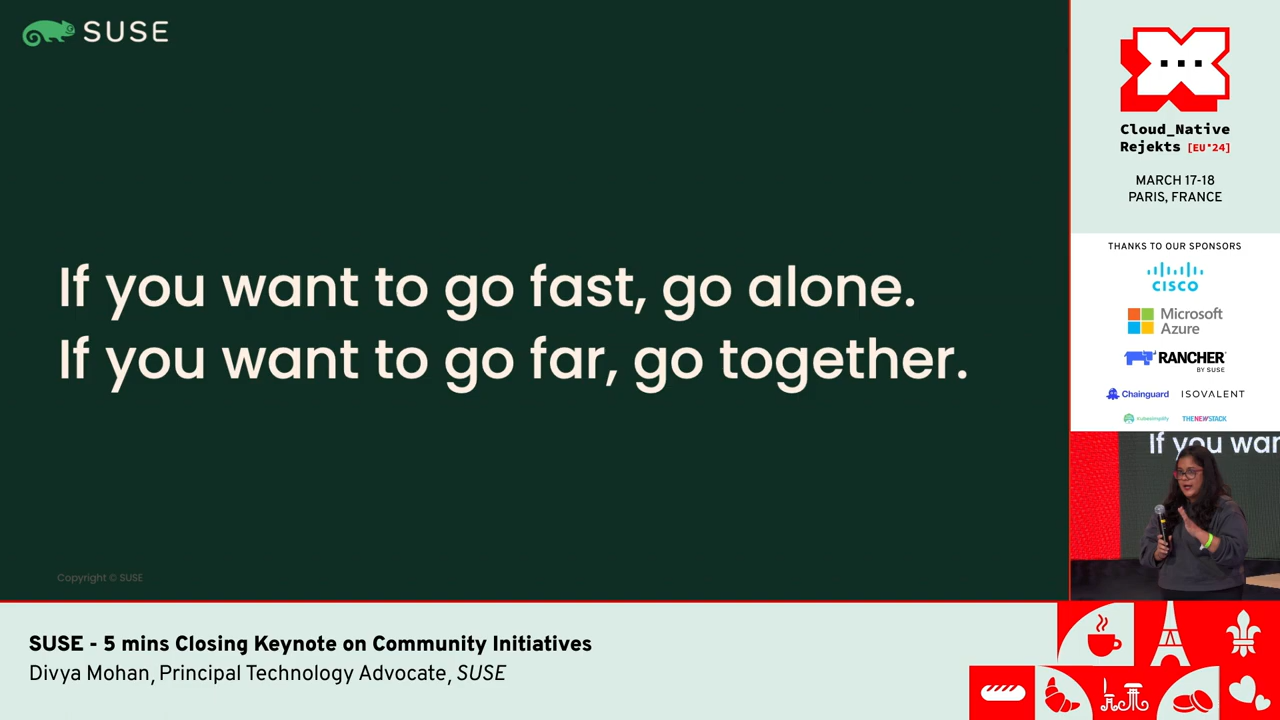 SUSE
If you want to go fast, go alone.
If you want to go far, go together.
Copyright © SUSE
Cloud_Native
Rejekts [EU'24]
MARCH 17-18
PARIS, FRANCE
THANKS TO OUR SPONSORS
CISCO
Microsoft
Azure
RANCHER
BY SUSE
Chainguard ISOVALENT
kubesimplify THENEWSTACK
If you wan
SUSE - 5 mins Closing Keynote on Community Initiatives
Divya Mohan, Principal Technology Advocate, SUSE